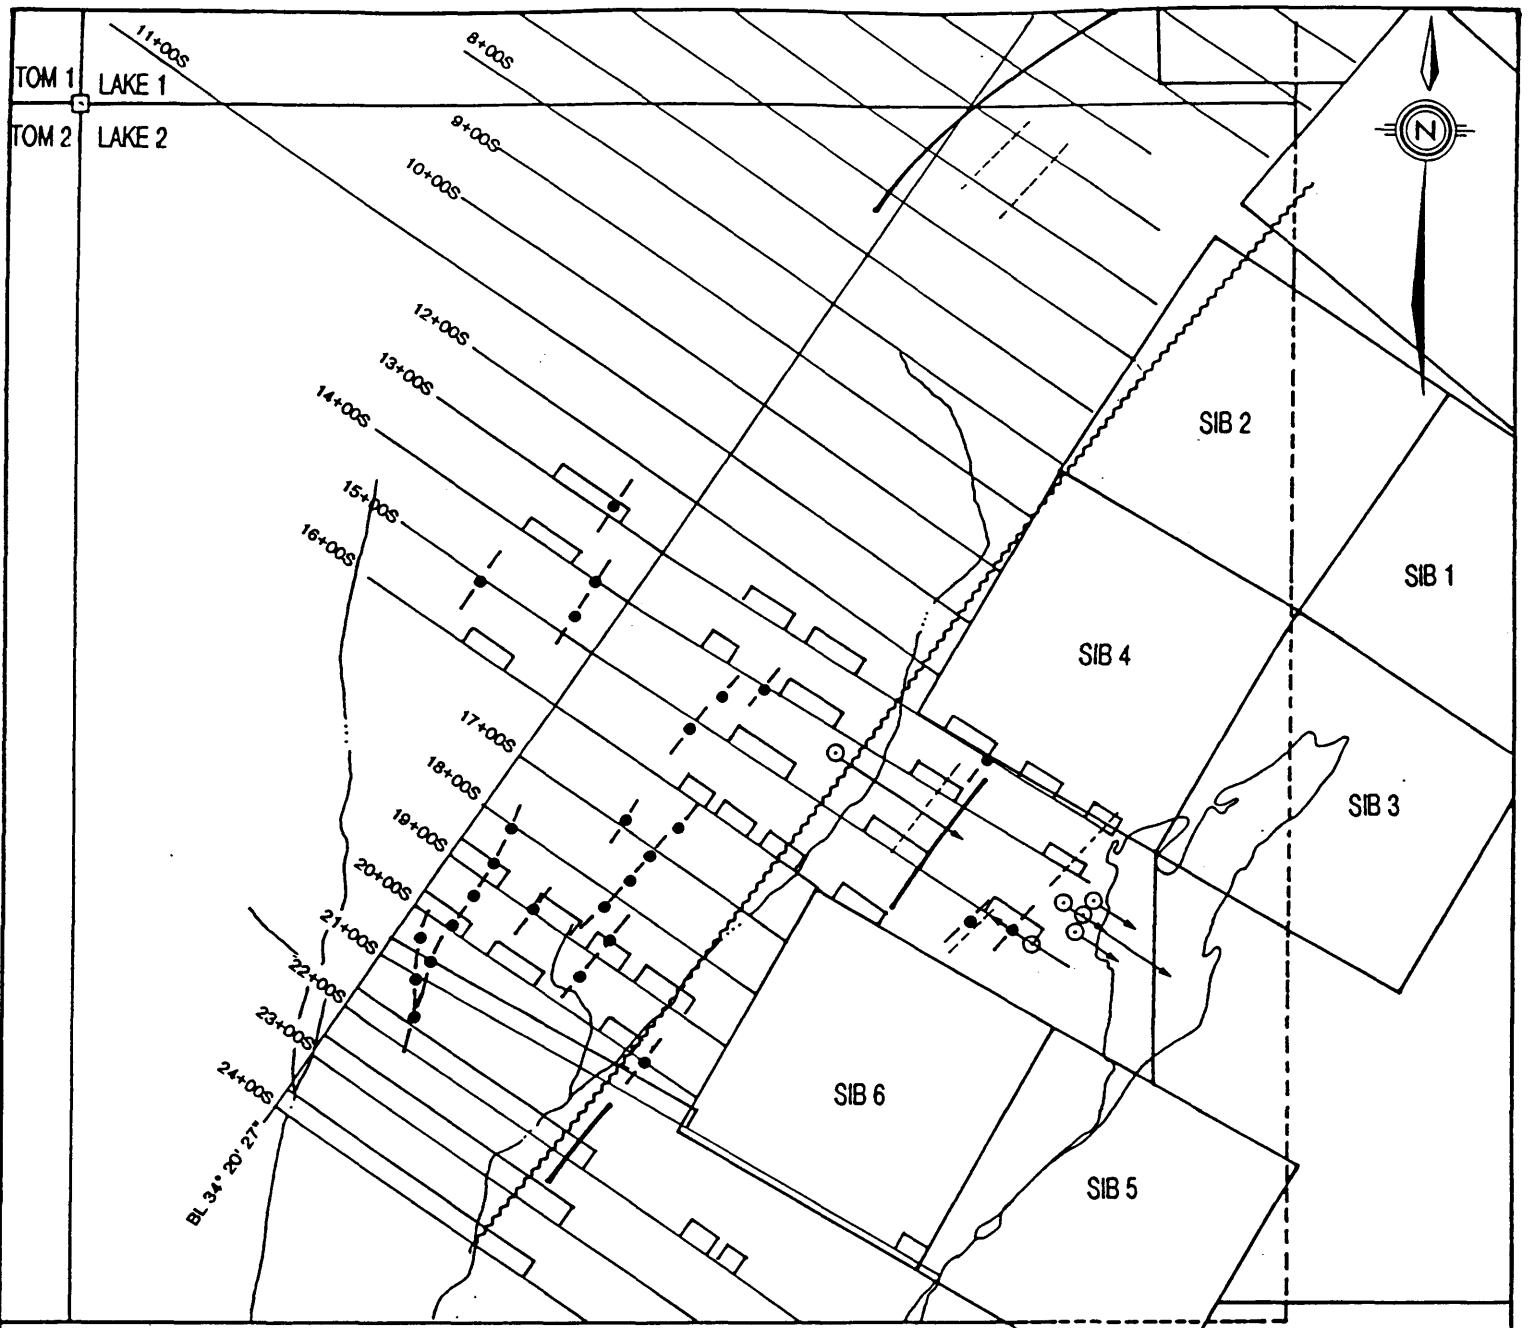 11+00S
8+00S
TOM 1
LAKE 1
TOM 2
LAKE 2
N
9+00S
10+00S
12+00S
13+00S
14+00S
15+00S
16+00S
SIB 2
SIB 1
SIB 4
17+00S
18+00S
19+00S
20+00S
21+00S
22+00S
23+00S
24+00S
SIB 3
SIB 6
SIB 5
BL 34° 20' 27"